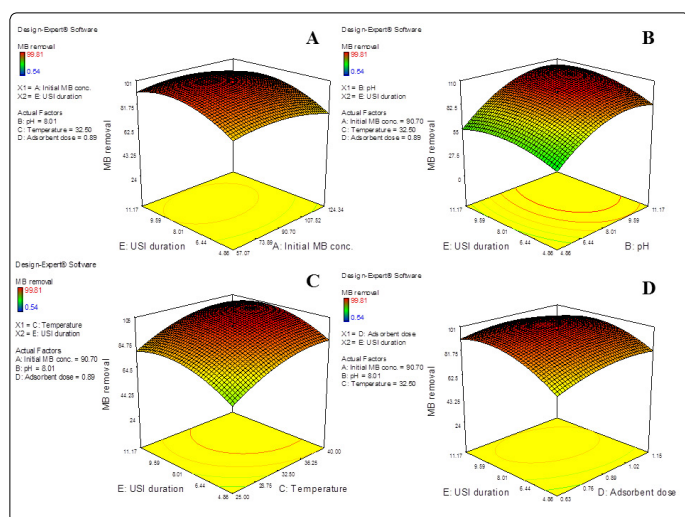 Design-Expert® Software
MB removal
99.81
0.54
X1 = A: Initial MB conc.
X2 = E: USI duration
Actual Factors
B: pH = 8.01
C: Temperature = 32.50
D: Adsorbent dose = 0.89
A
MB removal
101
81.75
62.5
43.25
24
11.17
9.59
8.01
6.44
4.86
57.07
73.89
90.70
107.52
124.34
E: USI duration
A: Initial MB conc.
Design-Expert® Software
MB removal
99.81
0.54
X1 = B: pH
X2 = E: USI duration
Actual Factors
A: Initial MB conc. = 90.70
C: Temperature = 32.50
D: Adsorbent dose = 0.89
B
MB removal
110
82.5
55
27.5
0
11.17
9.59
8.01
6.44
4.86
4.86
6.44
8.01
9.59
11.17
E: USI duration
B: pH
Design-Expert® Software
MB removal
99.81
0.54
X1 = C: Temperature
X2 = E: USI duration
Actual Factors
A: Initial MB conc. = 90.70
B: pH = 8.01
D: Adsorbent dose = 0.89
C
MB removal
105
84.75
64.5
44.25
24
11.17
9.59
8.01
6.44
4.86
25.00
28.75
32.50
36.25
40.00
E: USI duration
C: Temperature
Design-Expert® Software
MB removal
99.81
0.54
X1 = D: Adsorbent dose
X2 = E: USI duration
Actual Factors
A: Initial MB conc. = 90.70
B: pH = 8.01
C: Temperature = 32.50
D
MB removal
101
81.75
62.5
43.25
24
11.17
9.59
8.01
6.44
4.86
0.63
0.76
0.89
1.02
1.15
E: USI duration
D: Adsorbent dose